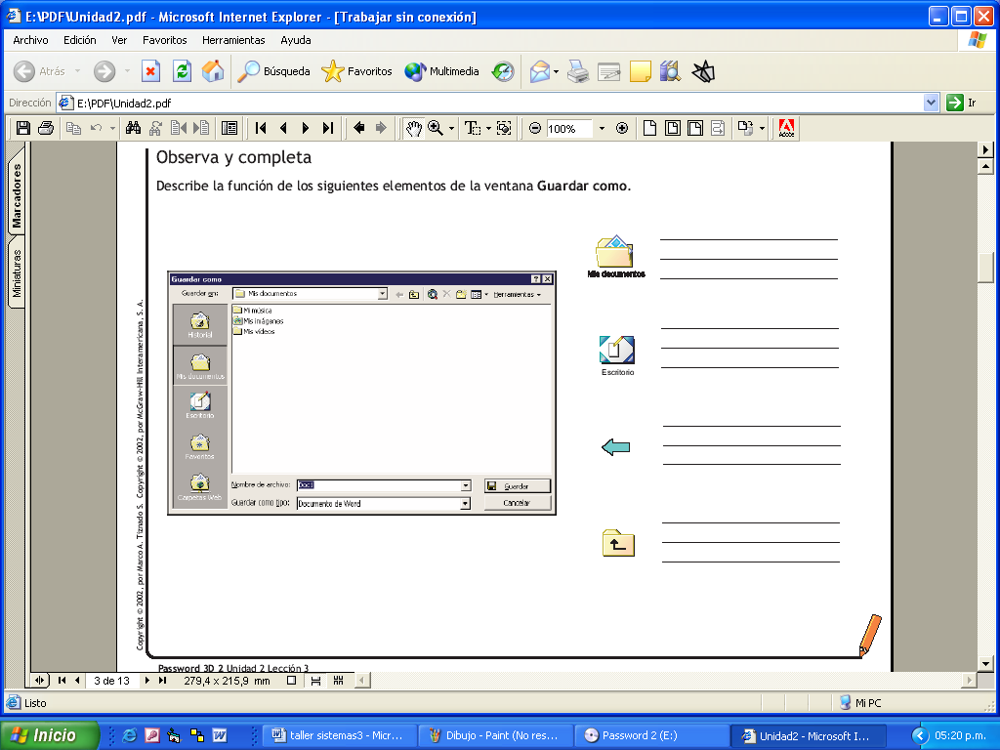 E:\PDF\Unidad2.pdf - Microsoft Internet Explorer - [Trabajar sin conexión]
Archivo Edición Ver Favoritos Herramientas Ayuda
Atrás Búsqueda Favoritos Multimedia
Dirección E:\PDF\Unidad2.pdf Ir
100% Adobe
Marcadores
Miniaturas
Observa y completa
Describe la función de los siguientes elementos de la ventana Guardar como.
Guardar como
Guardar en: Mis documentos Herramientas
Mi música
Mis imágenes
Mis vídeos
Historial
Mis documentos
Escritorio
Favoritos
Carpetas Web
Nombre de archivo: Doc1 Guardar
Guardar como tipo: Documento de Word Cancelar
Mis documentos
Escritorio
Copyright © 2002, por Marco A. Tiznado S. Copyright © 2002, por McGraw-Hill Interamericana, S. A.
Password 3D 2 Unidad 2 Lección 3
3 de 13 279,4 x 215,9 mm
Listo Mi PC
Inicio taller sistemas3 - Micr... Dibujo - Paint (No res... Password 2 (E:) Unidad2 - Microsoft I... 05:20 p.m.